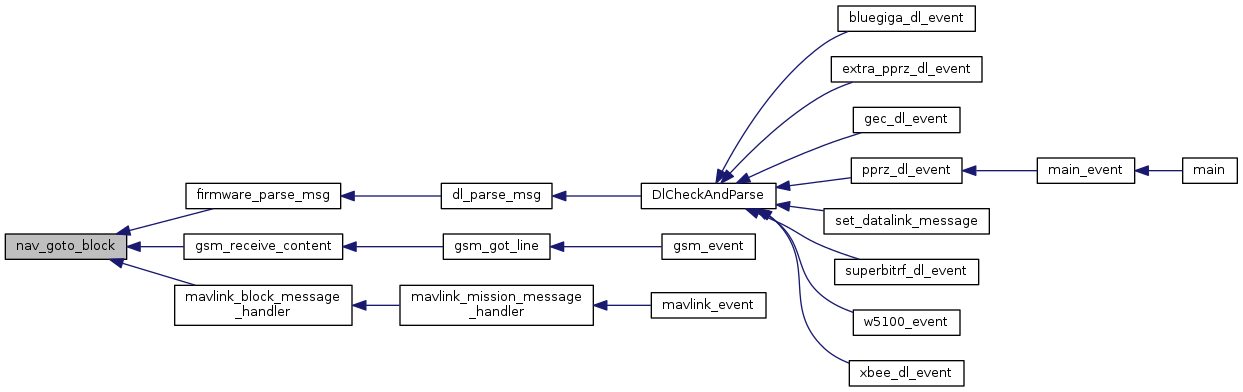 nav_goto_block
firmware_parse_msg
gsm_receive_content
mavlink_block_message
_handler
dl_parse_msg
gsm_got_line
mavlink_mission_message
_handler
DlCheckAndParse
gsm_event
mavlink_event
bluegiga_dl_event
extra_pprz_dl_event
gec_dl_event
pprz_dl_event
set_datalink_message
superbitrf_dl_event
w5100_event
xbee_dl_event
main_event
main